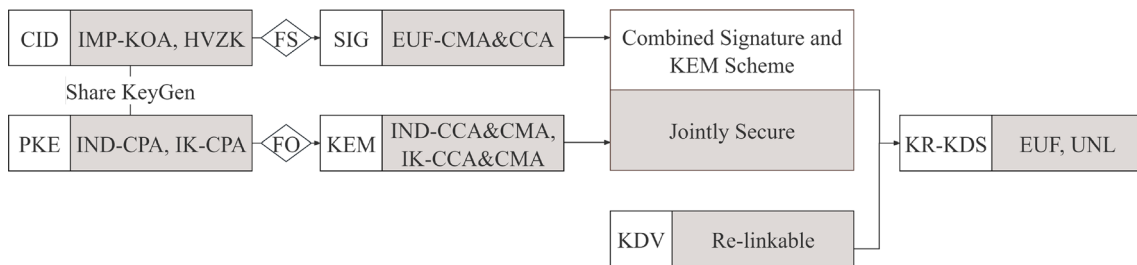 CID IMP-KOA, HVZK FS SIG EUF-CMA&CCA
Share KeyGen
PKE IND-CPA, IK-CPA FO KEM IND-CCA&CMA,
IK-CCA&CMA
Combined Signature and
KEM Scheme
Jointly Secure
KDV Re-linkable
KR-KDS EUF, UNL